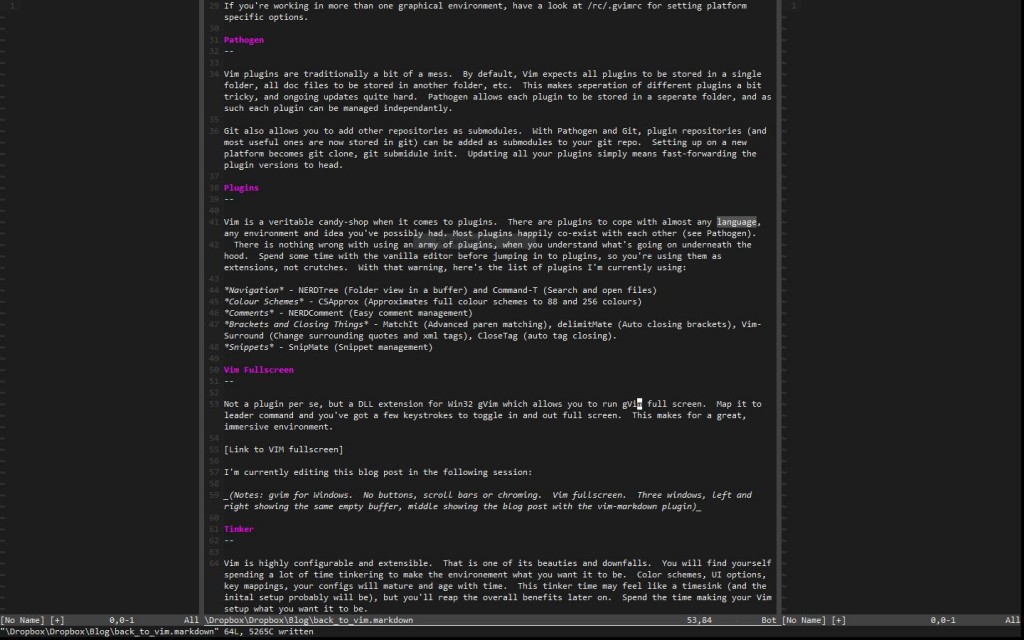 1
29 If you're working in more than one graphical environment, have a look at /rc/.gvimrc for setting platform
specific options.
30
31 Pathogen
32 --
33
34 Vim plugins are traditionally a bit of a mess.  By default, Vim expects all plugins to be stored in a single
folder, all doc files to be stored in another folder, etc.  This makes seperation of different plugins a bit
tricky, and ongoing updates quite hard.  Pathogen allows each plugin to be stored in a seperate folder, and as
such each plugin can be managed independantly.
35
36 Git also allows you to add other repositories as submodules.  With Pathogen and Git, plugin repositories (and
most useful ones are now stored in git) can be added as submodules to your git repo.  Setting up on a new
platform becomes git clone, git submidule init.  Updating all your plugins simply means fast-forwarding the
plugin versions to head.
37
38 Plugins
39 --
40
41 Vim is a veritable candy-shop when it comes to plugins.  There are plugins to cope with almost any language,
any environment and idea you've possibly had. Most plugins happily co-exist with each other (see Pathogen).
42   There is nothing wrong with using an army of plugins, when you understand what's going on underneath the
hood.  Spend some time with the vanilla editor before jumping in to plugins, so you're using them as
extensions, not crutches.  With that warning, here's the list of plugins I'm currently using:
43
44 *Navigation* - NERDTree (Folder view in a buffer) and Command-T (Search and open files)
45 *Colour Schemes* - CSApprox (Approximates full colour schemes to 88 and 256 colours)
46 *Comments* - NERDComment (Easy comment management)
47 *Brackets and Closing Things* - MatchIt (Advanced paren matching), delimitMate (Auto closing brackets), Vim-
Surround (Change surrounding quotes and xml tags), CloseTag (auto tag closing).
48 *Snippets* - SnipMate (Snippet management)
49
50 Vim Fullscreen
51 --
52
53 Not a plugin per se, but a DLL extension for Win32 gVim which allows you to run gVim full screen.  Map it to
leader command and you've got a few keystrokes to toggle in and out full screen.  This makes for a great,
immersive environment.
54
55 [Link to VIM fullscreen]
56
57 I'm currently editing this blog post in the following session:
58
59 _(Notes: gvim for Windows.  No buttons, scroll bars or chroming.  Vim fullscreen.  Three windows, left and
right showing the same empty buffer, middle showing the blog post with the vim-markdown plugin)_
60
61 Tinker
62 --
63
64 Vim is highly configurable and extensible.  That is one of its beauties and downfalls.  You will find yourself
spending a lot of time tinkering to make the environement what you want it to be.  Color schemes, UI options,
key mappings, your configs will mature and age with time.  This tinker time may feel like a timesink (and the
inital setup probably will be), but you'll reap the overall benefits later on.  Spend the time making your Vim
setup what you want it to be.
1
[No Name] [+] 0,0-1 All \Dropbox\Dropbox\Blog\back_to_vim.markdown 53,84 Bot [No Name] [+] 0,0-1 All
"\Dropbox\Dropbox\Blog\back_to_vim.markdown" 64L, 5265C written